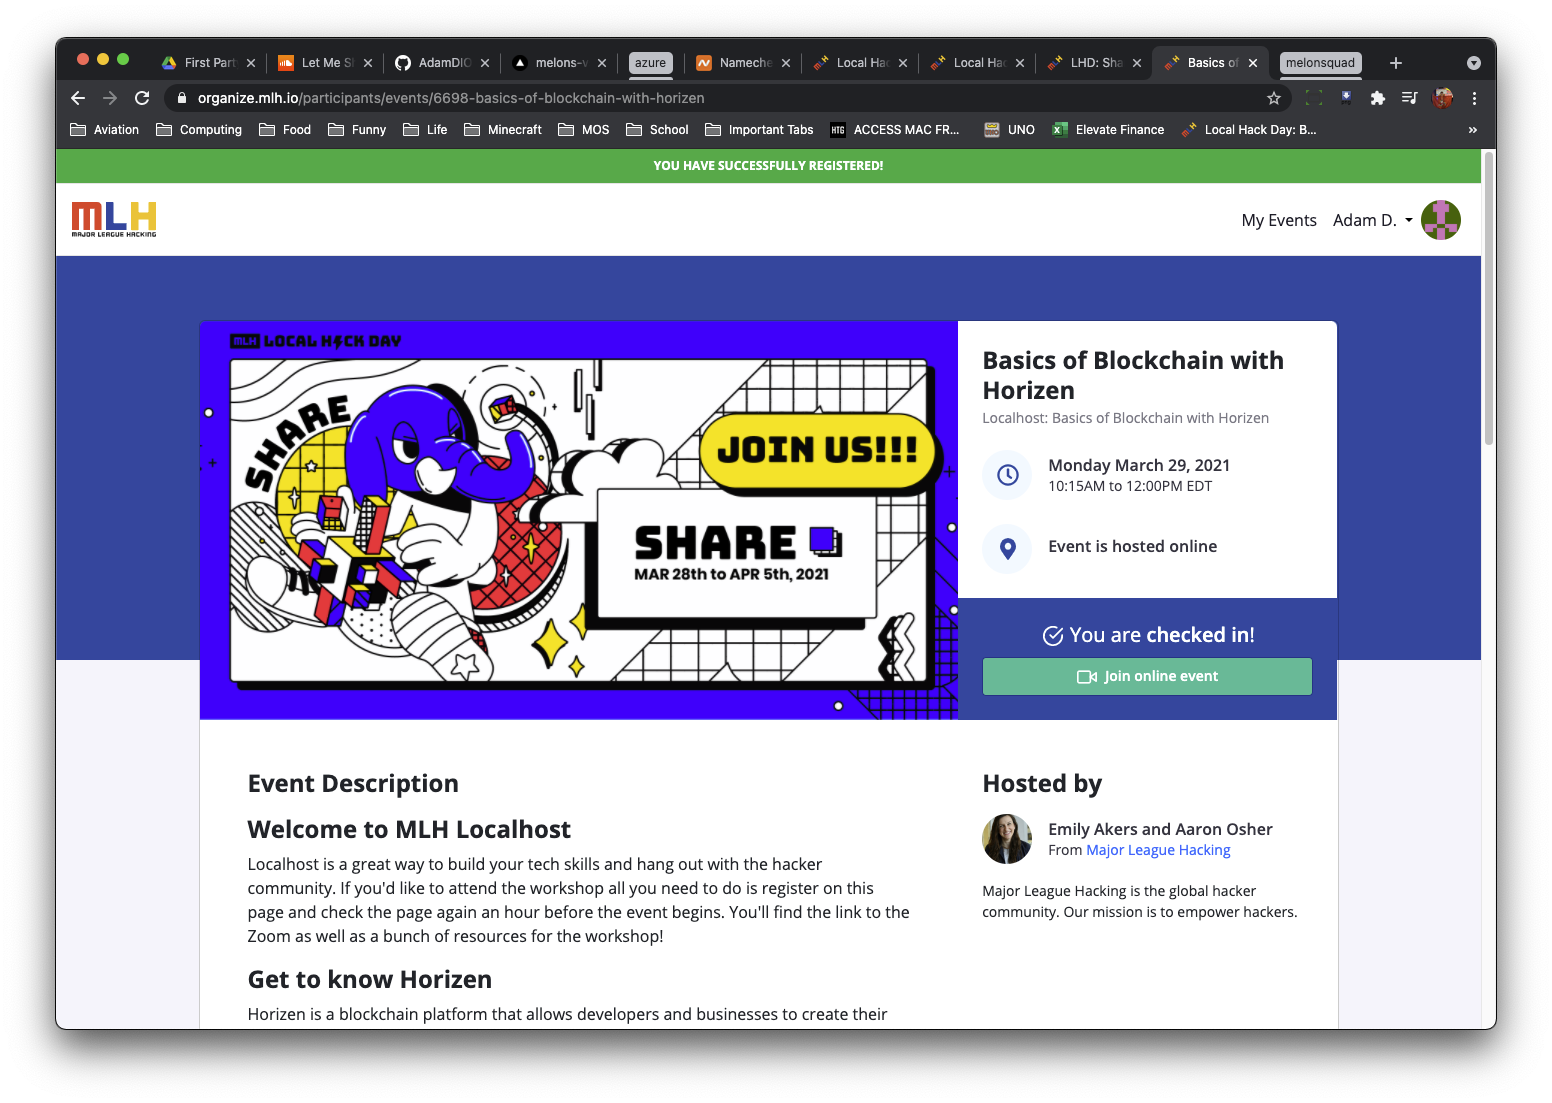 First Part
Let Me S
AdamDIO
melons-v
azure
Nameche
Local Hac
Local Hac
LHD: Sha
Basics of
melonsquad
organize.mlh.io/participants/events/6698-basics-of-blockchain-with-horizen
Aviation
Computing
Food
Funny
Life
Minecraft
MOS
School
Important Tabs
HTG
ACCESS MAC FR...
UNO
Elevate Finance
Local Hack Day: B...
»
YOU HAVE SUCCESSFULLY REGISTERED!
MLH
MAJOR LEAGUE HACKING
My Events
Adam D.
MLH LOCAL HACK DAY
SHARE
JOIN US!!!
SHARE
MAR 28th to APR 5th, 2021
Basics of Blockchain with
Horizen
Localhost: Basics of Blockchain with Horizen
Monday March 29, 2021
10:15AM to 12:00PM EDT
Event is hosted online
You are checked in!
Join online event
Event Description
Welcome to MLH Localhost
Localhost is a great way to build your tech skills and hang out with the hacker
community. If you'd like to attend the workshop all you need to do is register on this
page and check the page again an hour before the event begins. You'll find the link to the
Zoom as well as a bunch of resources for the workshop!
Get to know Horizen
Horizen is a blockchain platform that allows developers and businesses to create their
Hosted by
Emily Akers and Aaron Osher
From Major League Hacking
Major League Hacking is the global hacker
community. Our mission is to empower hackers.